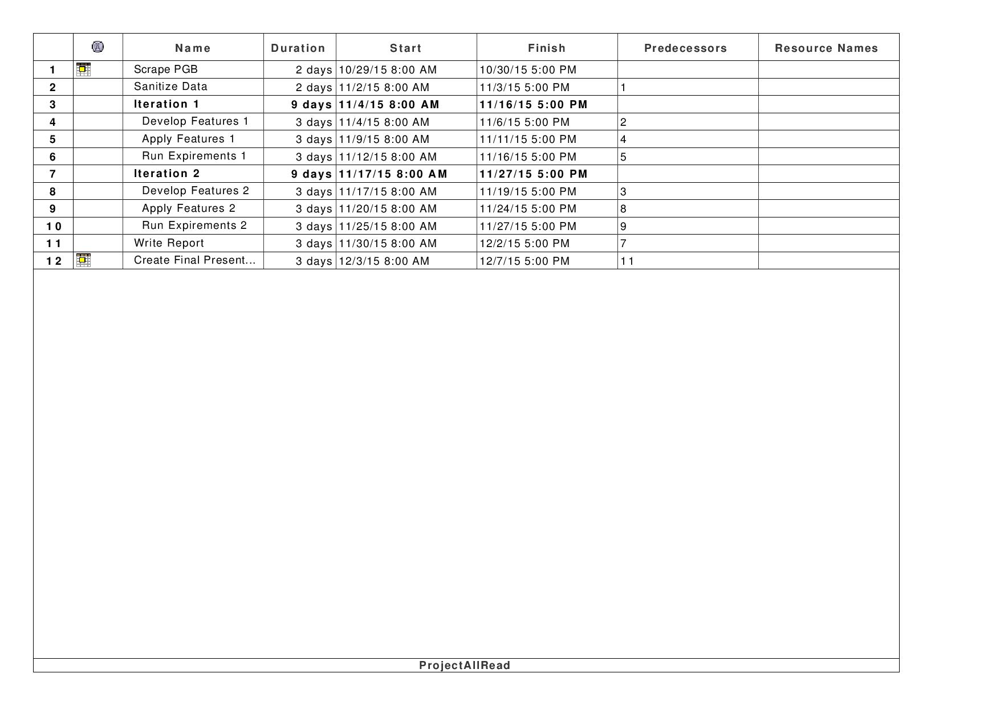 Name Duration Start Finish Predecessors Resource Names
1 Scrape PGB 2 days 10/29/15 8:00 AM 10/30/15 5:00 PM
2 Sanitize Data 2 days 11/2/15 8:00 AM 11/3/15 5:00 PM 1
3 Iteration 1 9 days 11/4/15 8:00 AM 11/16/15 5:00 PM
4 Develop Features 1 3 days 11/4/15 8:00 AM 11/6/15 5:00 PM 2
5 Apply Features 1 3 days 11/9/15 8:00 AM 11/11/15 5:00 PM 4
6 Run Expirements 1 3 days 11/12/15 8:00 AM 11/16/15 5:00 PM 5
7 Iteration 2 9 days 11/17/15 8:00 AM 11/27/15 5:00 PM
8 Develop Features 2 3 days 11/17/15 8:00 AM 11/19/15 5:00 PM 3
9 Apply Features 2 3 days 11/20/15 8:00 AM 11/24/15 5:00 PM 8
10 Run Expirements 2 3 days 11/25/15 8:00 AM 11/27/15 5:00 PM 9
11 Write Report 3 days 11/30/15 8:00 AM 12/2/15 5:00 PM 7
12 Create Final Present... 3 days 12/3/15 8:00 AM 12/7/15 5:00 PM 11
ProjectAllRead